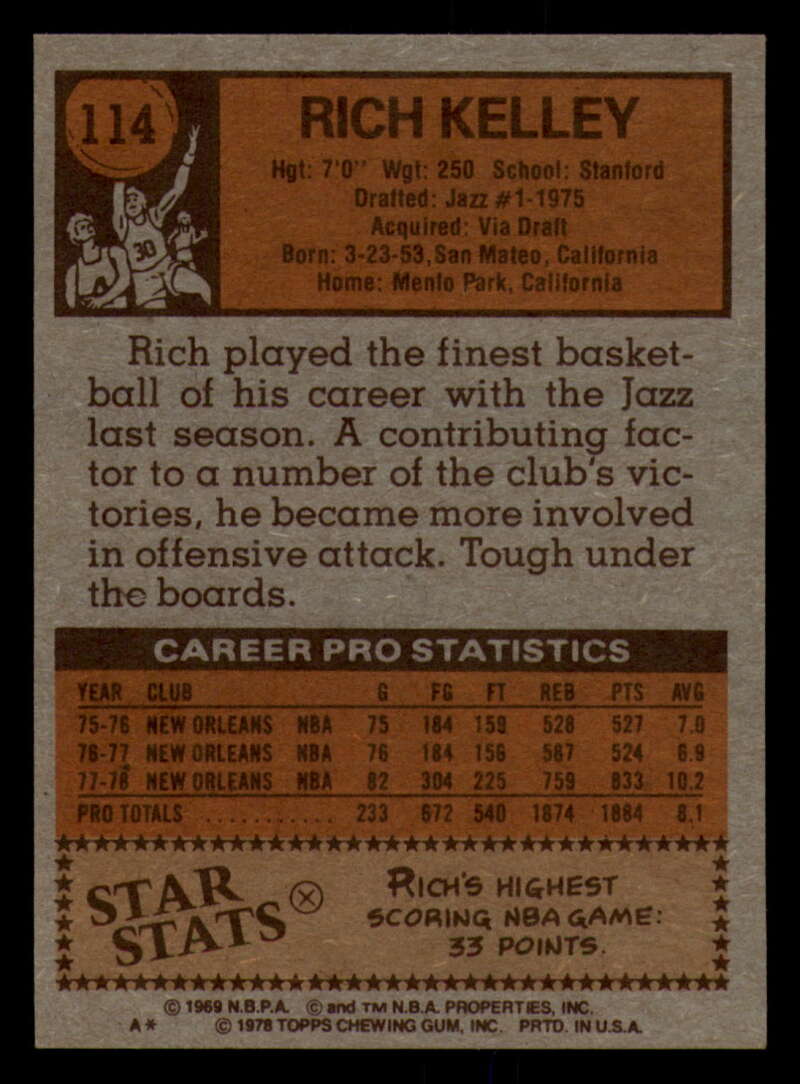 114
RICH KELLEY
Hgt: 7'0" Wgt: 250 School: Stanford
Drafted: Jazz #1-1975
Acquired: Via Draft
Born: 3-23-53, San Mateo, California
Home: Menlo Park, California
30
Rich played the finest basket-
ball of his career with the Jazz
last season. A contributing fac-
tor to a number of the club's vic-
tories, he became more involved
in offensive attack. Tough under
the boards.
CAREER PRO STATISTICS
YEAR CLUB G FG FT REB PTS AVG
75-76 NEW ORLEANS NBA 75 184 159 528 527 7.0
76-77 NEW ORLEANS NBA 76 184 156 587 524 6.9
77-78 NEW ORLEANS NBA 82 304 225 759 833 10.2
PRO TOTALS ........... 233 672 540 1874 1884 8.1
STAR
STATS
RICH'S HIGHEST
SCORING NBA GAME:
33 POINTS.
© 1969 N.B.P.A. © and TM N.B.A. PROPERTIES, INC.
A* © 1978 TOPPS CHEWING GUM, INC. PRTD. IN U.S.A.